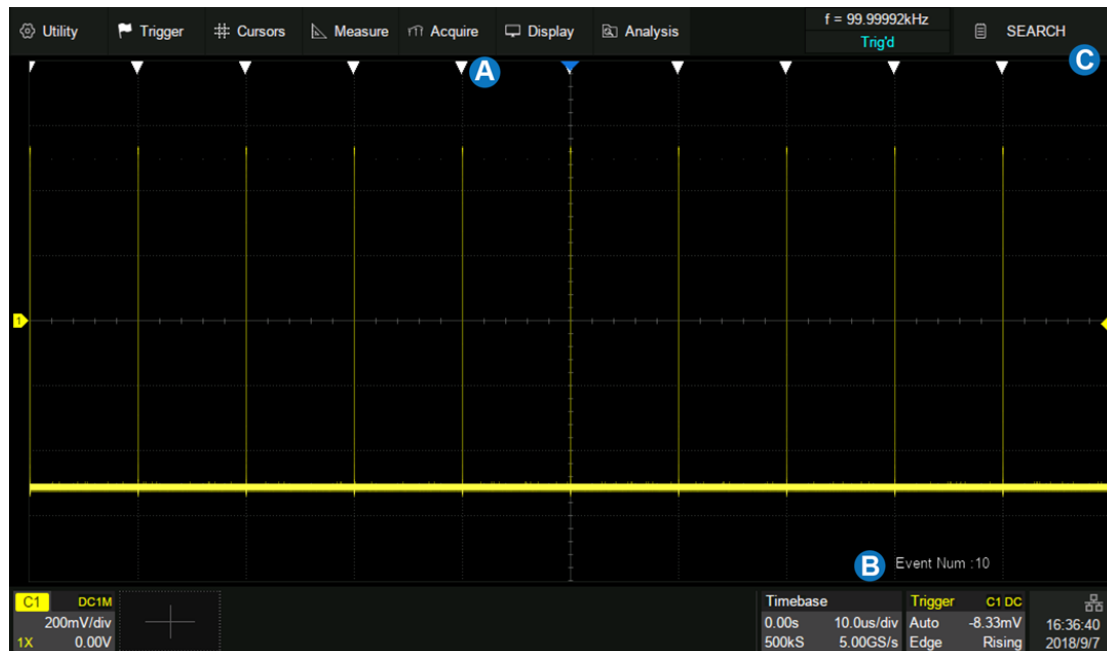 Utility Trigger Cursors Measure Acquire Display Analysis f = 99.99992kHz SEARCH
Trig'd
A C
1
B Event Num :10
C1 DC1M Timebase Trigger C1 DC
200mV/div 0.00s 10.0us/div Auto -8.33mV 16:36:40
1X 0.00V 500kS 5.00GS/s Edge Rising 2018/9/7